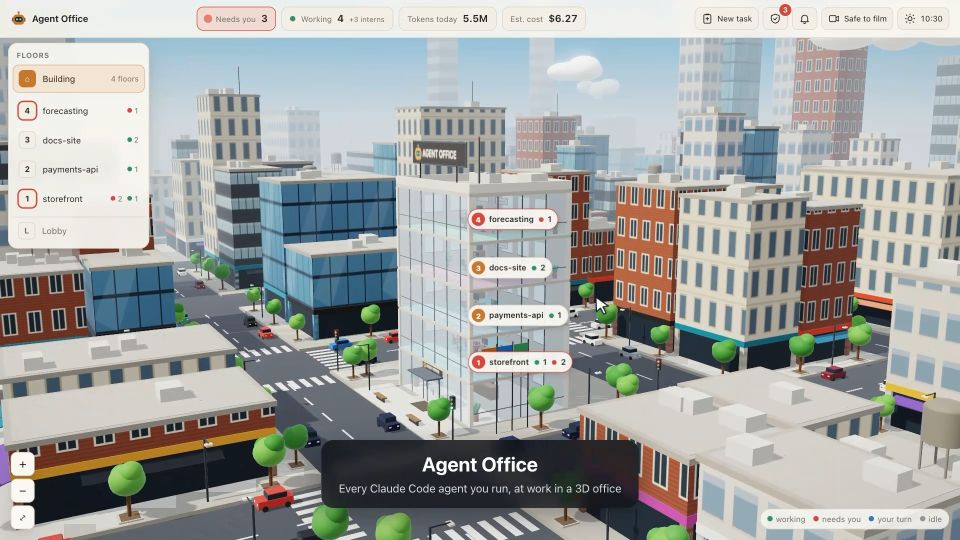 Agent Office
Needs you 3
Working 4 +3 interns
Tokens today 5.5M
Est. cost $6.27
New task
3
Safe to film
10:30
FLOORS
Building 4 floors
4 forecasting 1
3 docs-site 2
2 payments-api 1
1 storefront 2 1
L Lobby
AGENT OFFICE
4 forecasting 1
3 docs-site 2
2 payments-api 1
1 storefront 1 2
Agent Office
Every Claude Code agent you run, at work in a 3D office
working needs you your turn idle